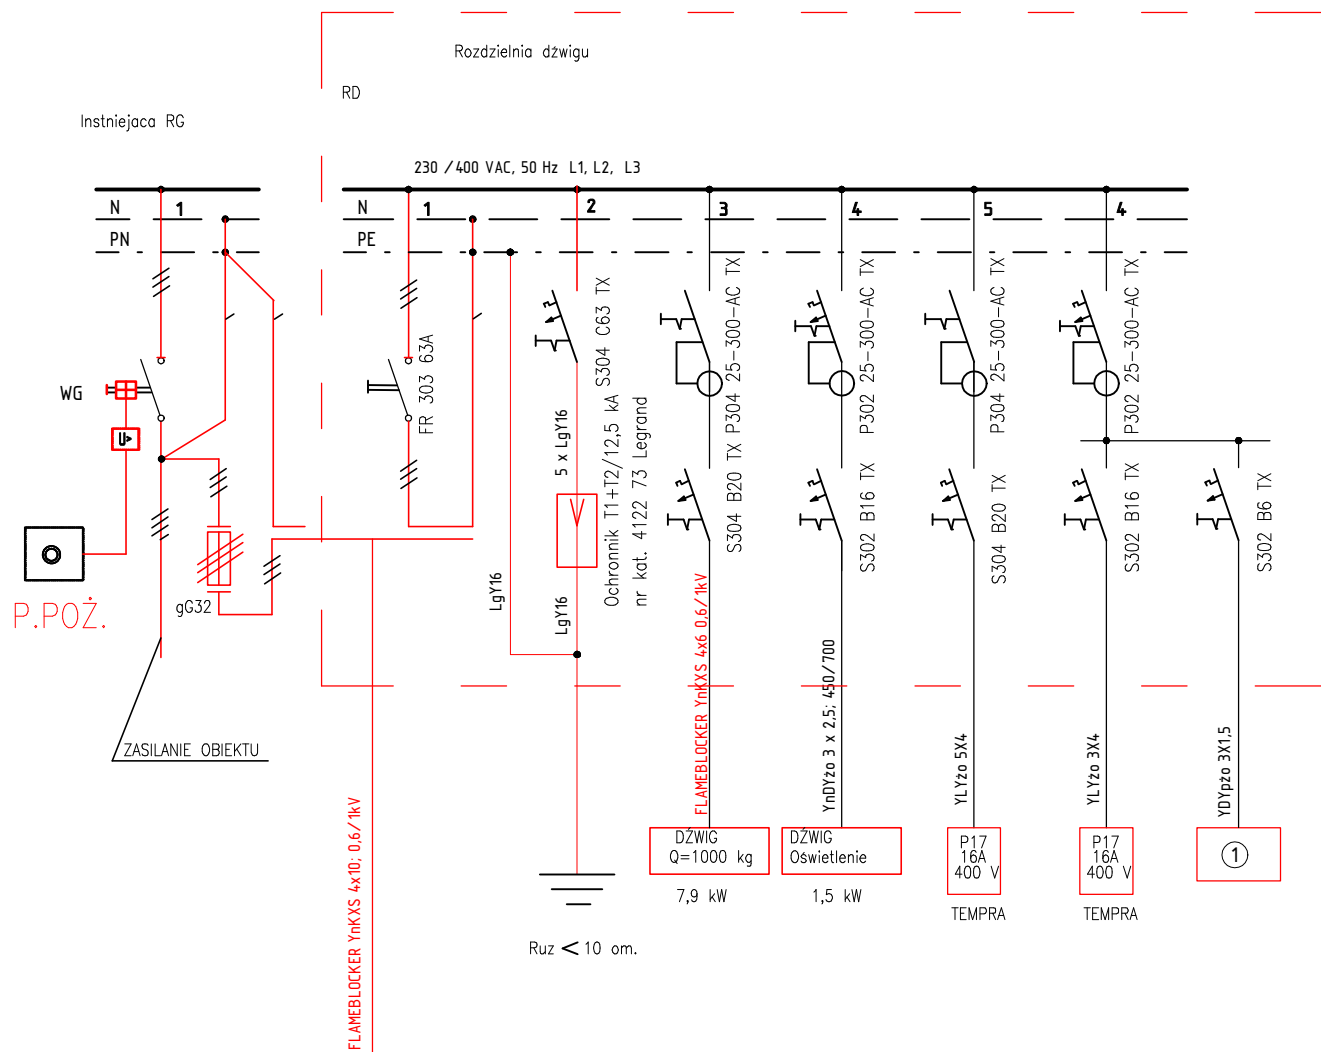 Rozdzielnia dźwigu
RD
Instniejaca RG
230 /400 VAC, 50 Hz L1, L2, L3
N
1
PN
N
1
2
3
4
5
4
PE
WG
U>
P.POŻ.
gG32
ZASILANIE OBIEKTU
FR 303 63A
FLAMEBLOCKER YnKXS 4x10; 0,6/1kV
S304 C63 TX
5 x LgY16
Ochronnik T1+T2/12,5 kA
nr kat. 4122 73 Legrand
LgY16
LgY16
Ruz < 10 om.
P304 25-300-AC TX
S304 B20 TX
FLAMEBLOCKER YnKXS 4x6 0,6/1kV
DŹWIG
Q=1000 kg
7,9 kW
P302 25-300-AC TX
S302 B16 TX
YnDYżo 3 x 2,5; 450/700
DŹWIG
Oświetlenie
1,5 kW
P304 25-300-AC TX
S304 B20 TX
YLYżo 5X4
P17
16A
400 V
TEMPRA
P302 25-300-AC TX
S302 B16 TX
YLYżo 3X4
P17
16A
400 V
TEMPRA
S302 B6 TX
YDYpżo 3X1,5
1